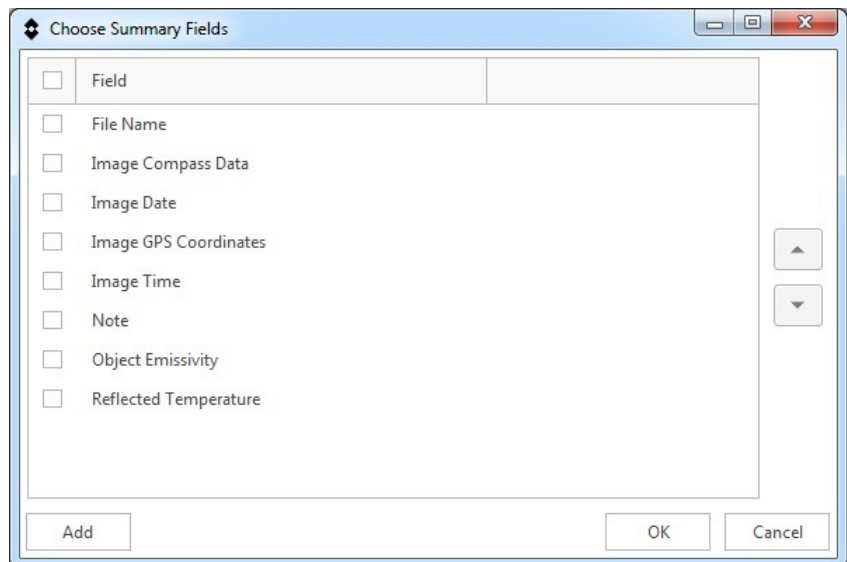 Choose Summary Fields
Field
File Name
Image Compass Data
Image Date
Image GPS Coordinates
Image Time
Note
Object Emissivity
Reflected Temperature
Add OK Cancel